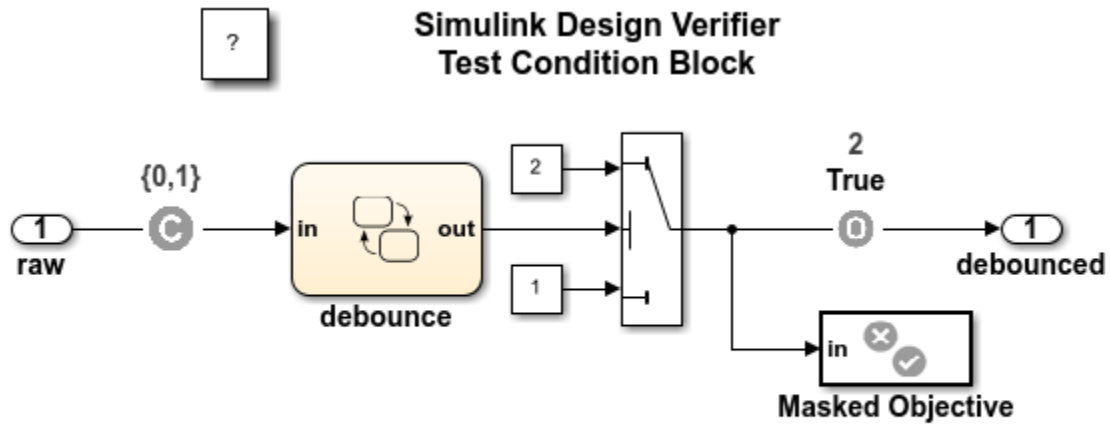 ?
Simulink Design Verifier
Test Condition Block
{0,1}
C
1
raw
in
out
debounce
2
1
2
True
O
1
debounced
in
Masked Objective